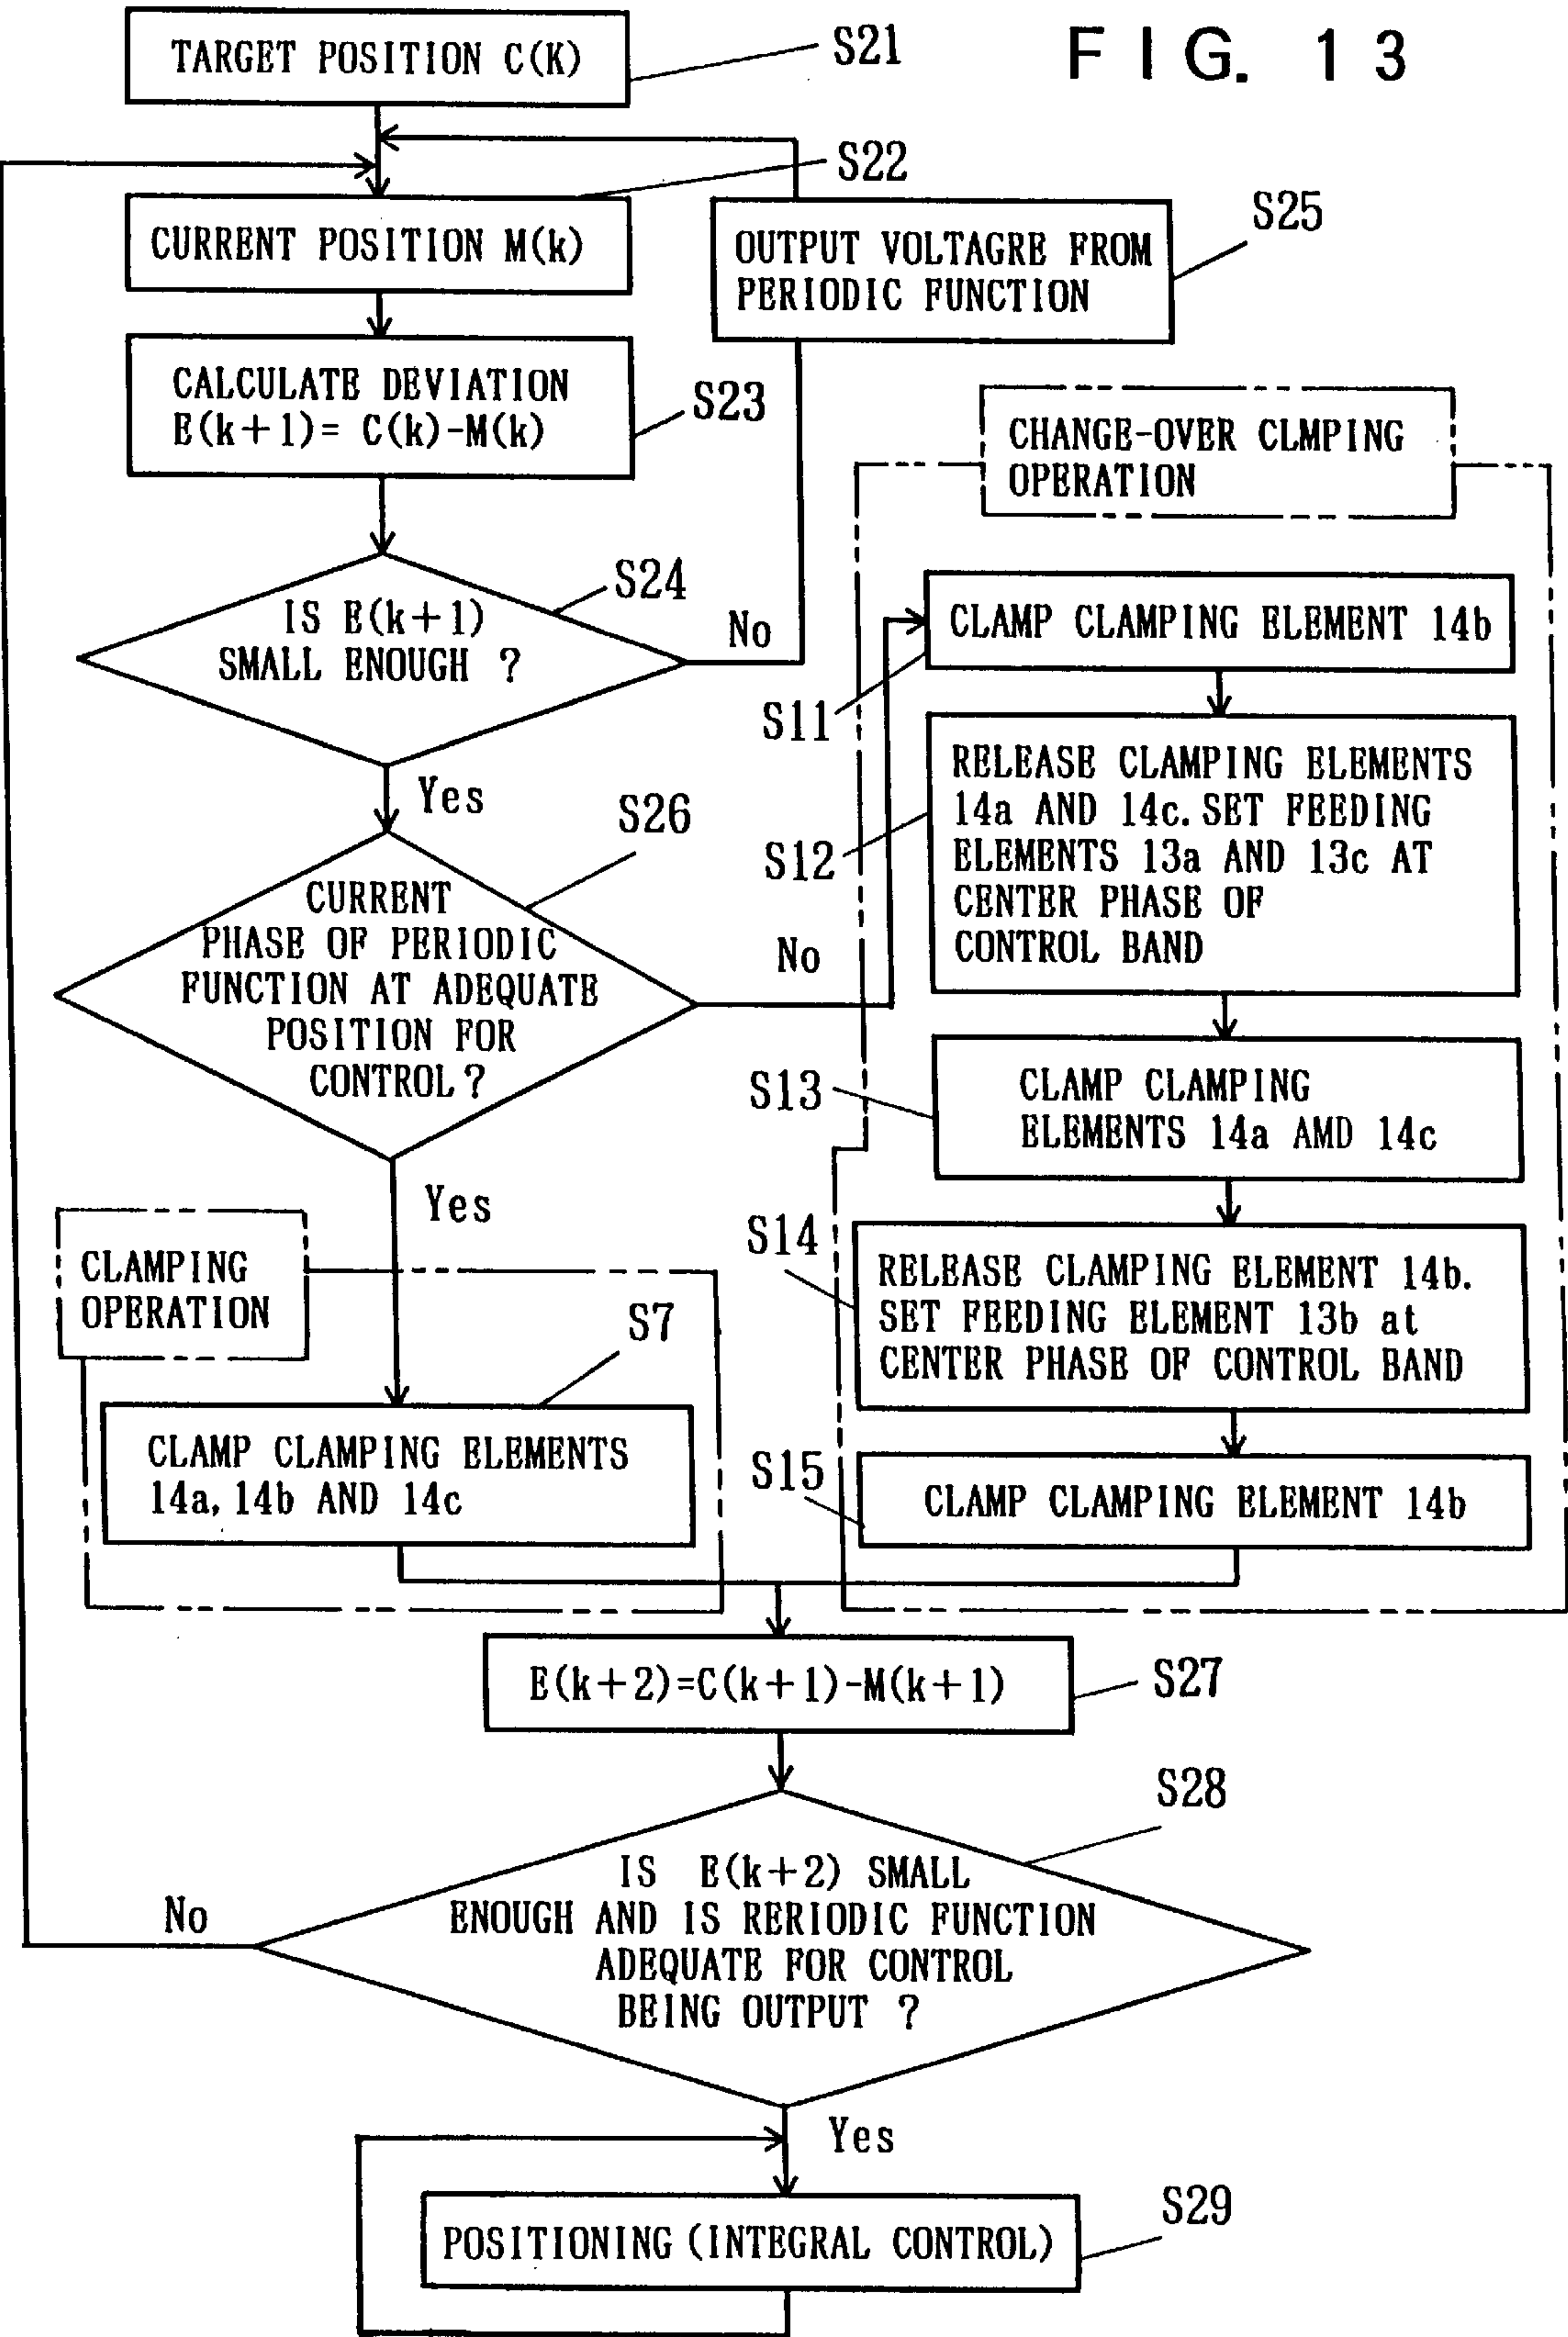 FIG. 13
TARGET POSITION C(K)
S21
S22
CURRENT POSITION M(k)
OUTPUT VOLTAGRE FROM
PERIODIC FUNCTION
S25
CALCULATE DEVIATION
E(k+1)= C(k)-M(k)
S23
CHANGE-OVER CLMPING
OPERATION
IS E(k+1)
SMALL ENOUGH ?
S24
No
Yes
CLAMP CLAMPING ELEMENT 14b
S11
RELEASE CLAMPING ELEMENTS
14a AND 14c. SET FEEDING
ELEMENTS 13a AND 13c AT
CENTER PHASE OF
CONTROL BAND
S12
S26
CURRENT
PHASE OF PERIODIC
FUNCTION AT ADEQUATE
POSITION FOR
CONTROL?
No
Yes
CLAMP CLAMPING
ELEMENTS 14a AMD 14c
S13
S14
RELEASE CLAMPING ELEMENT 14b.
SET FEEDING ELEMENT 13b at
CENTER PHASE OF CONTROL BAND
CLAMPING
OPERATION
S7
CLAMP CLAMPING ELEMENTS
14a, 14b AND 14c
S15
CLAMP CLAMPING ELEMENT 14b
E(k+2)=C(k+1)-M(k+1)
S27
S28
IS E(k+2) SMALL
ENOUGH AND IS RERIODIC FUNCTION
ADEQUATE FOR CONTROL
BEING OUTPUT ?
No
Yes
POSITIONING (INTEGRAL CONTROL)
S29